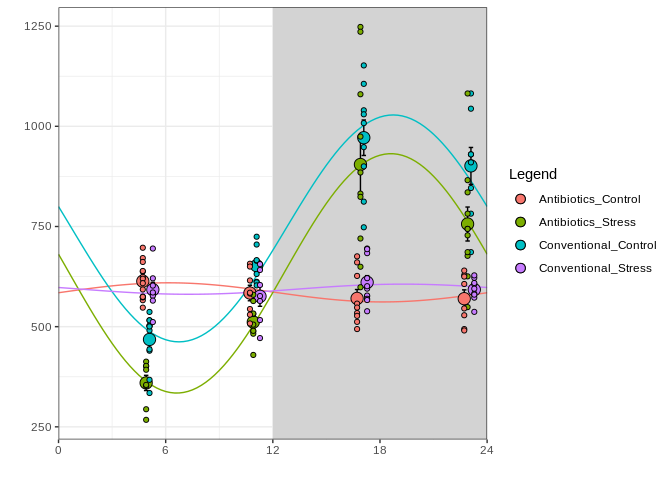 1250
1000
750
500
250
0
6
12
18
24
Legend
Antibiotics_Control
Antibiotics_Stress
Conventional_Control
Conventional_Stress